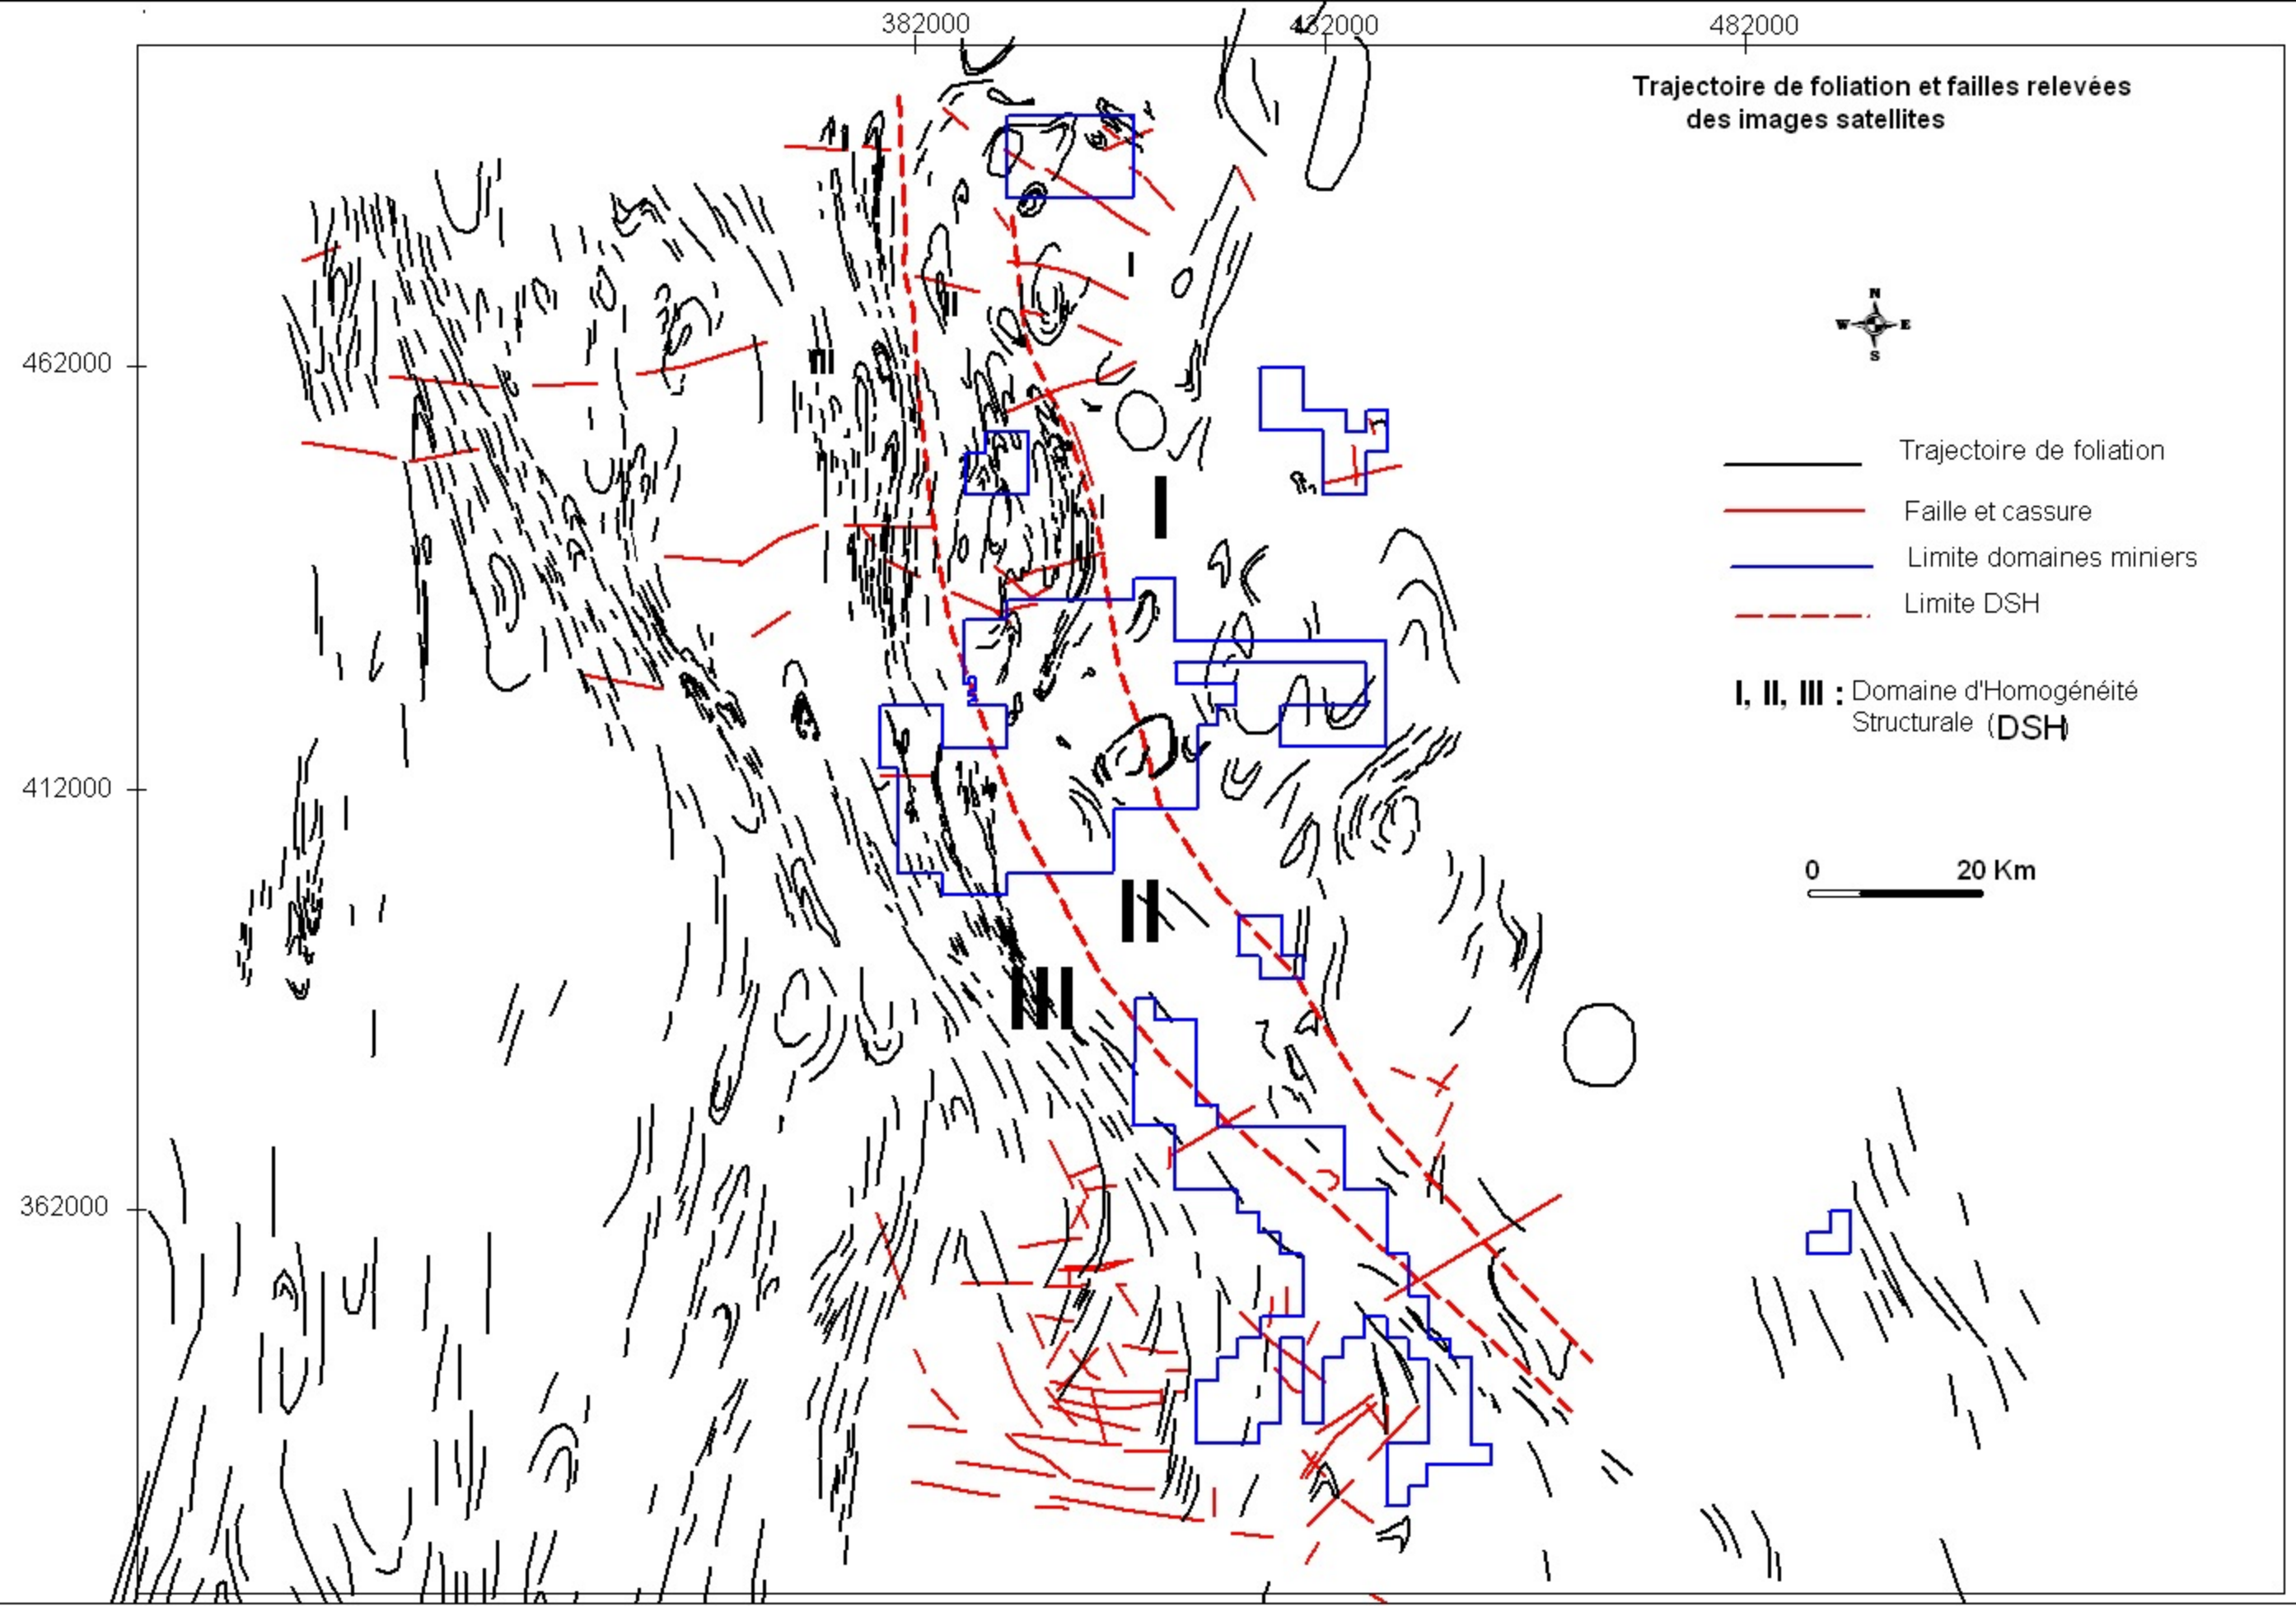 382000
432000
482000
Trajectoire de foliation et failles relevées
des images satellites
I
II
III
N
W E
S
462000
Trajectoire de foliation
I
Faille et cassure
Limite domaines miniers
Limite DSH
I, II, III : Domaine d'Homogénéité
Structurale (DSH)
412000
0 20 Km
II
III
362000